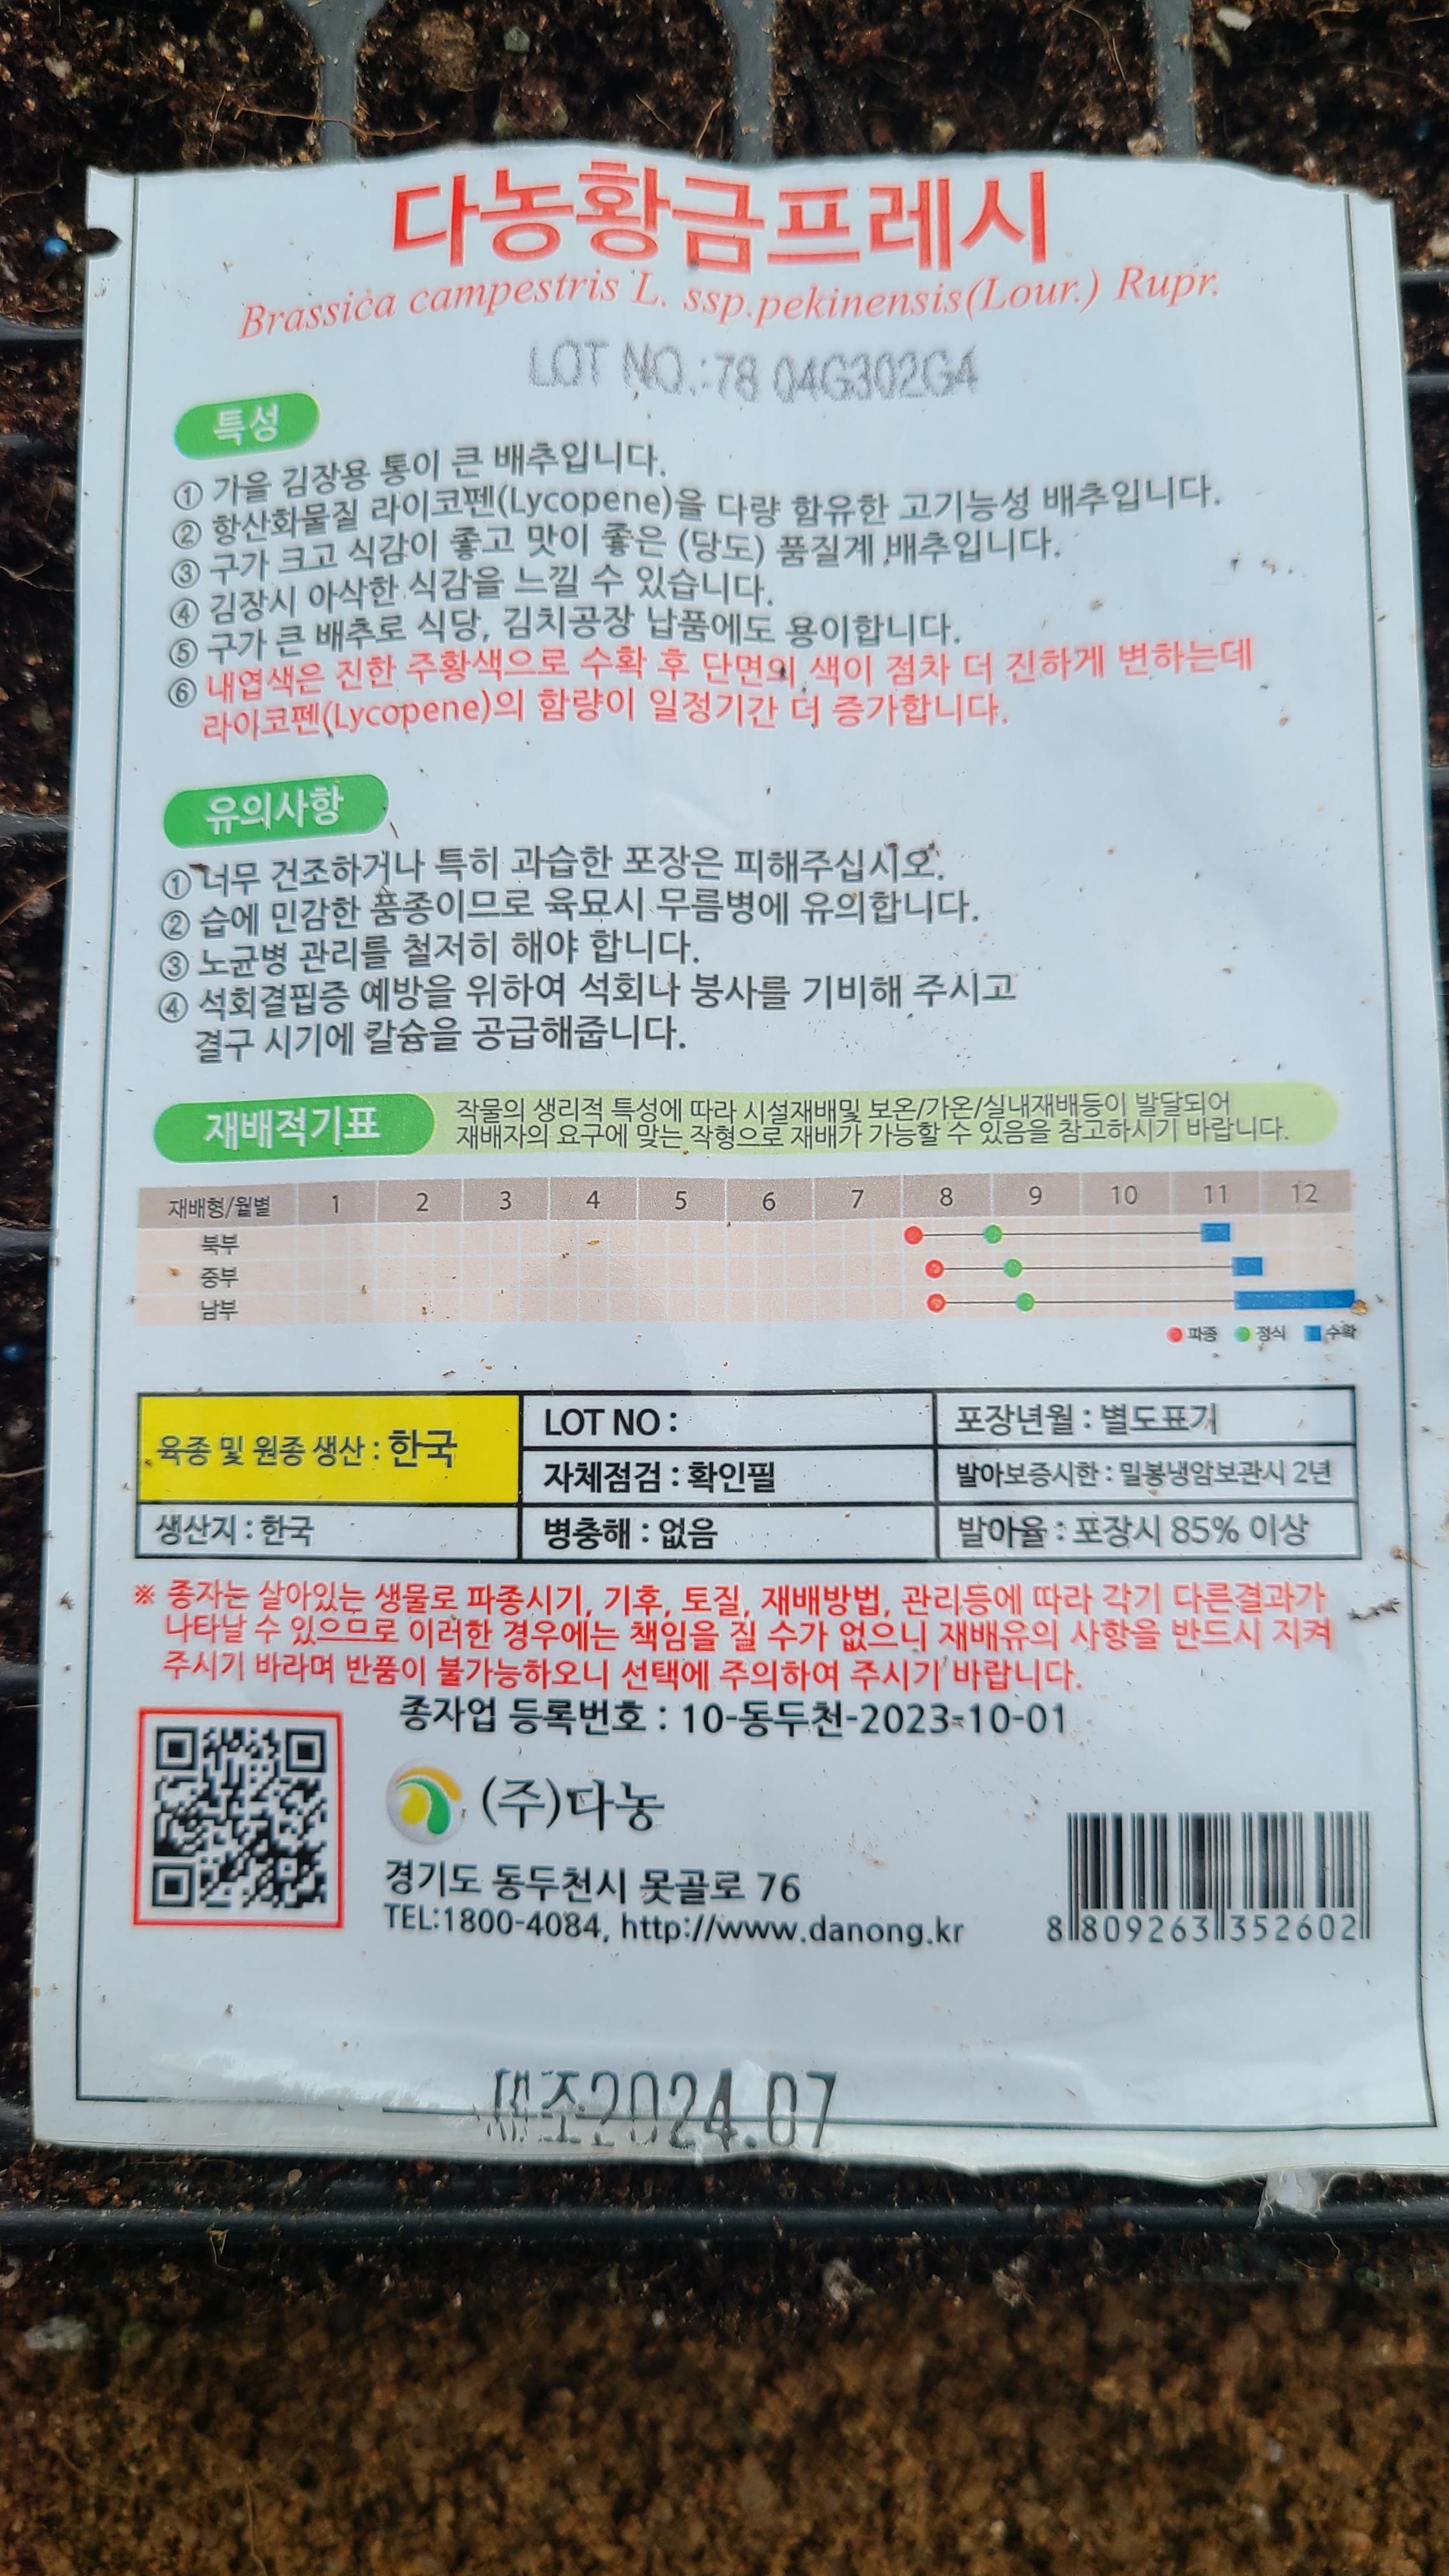 다농황금프레시
Brassica campestris L. ssp.pekinensis(Lour.) Rupr.
LOT NO.:78 04G302G4
특성
① 가을 김장용 통이 큰 배추입니다.
② 항산화물질 라이코펜(Lycopene)을 다량 함유한 고기능성 배추입니다.
③ 구가 크고 식감이 좋고 맛이 좋은 (당도) 품질계 배추입니다.
④ 김장시 아삭한 식감을 느낄 수 있습니다.
⑤ 구가 큰 배추로 식당, 김치공장 납품에도 용이합니다.
⑥ 내엽색은 진한 주황색으로 수확 후 단면의 색이 점차 더 진하게 변하는데
라이코펜(Lycopene)의 함량이 일정기간 더 증가합니다.
유의사항
① 너무 건조하거나 특히 과습한 포장은 피해주십시오.
② 습에 민감한 품종이므로 육묘시 무름병에 유의합니다.
③ 노균병 관리를 철저히 해야 합니다.
④ 석회결핍증 예방을 위하여 석회나 붕사를 기비해 주시고
결구 시기에 칼슘을 공급해줍니다.
재배적기표
작물의 생리적 특성에 따라 시설재배및 보온/가온/실내재배등이 발달되어
재배자의 요구에 맞는 작형으로 재배가 가능할 수 있음을 참고하시기 바랍니다.
재배형/월별 1 2 3 4 5 6 7 8 9 10 11 12
북부
중부
남부
파종 정식 수확
육종 및 원종 생산 : 한국
LOT NO :
포장년월 : 별도표기
자체점검 : 확인필
발아보증시한 : 밀봉냉암보관시 2년
생산지 : 한국
병충해 : 없음
발아율 : 포장시 85% 이상
※ 종자는 살아있는 생물로 파종시기, 기후, 토질, 재배방법, 관리등에 따라 각기 다른결과가
나타날 수 있으므로 이러한 경우에는 책임을 질 수가 없으니 재배유의 사항을 반드시 지켜
주시기 바라며 반품이 불가능하오니 선택에 주의하여 주시기 바랍니다.
종자업 등록번호 : 10-동두천-2023-10-01
(주)다농
경기도 동두천시 못골로 76
TEL:1800-4084, http://www.danong.kr
8 809263 352602
제조2024.07